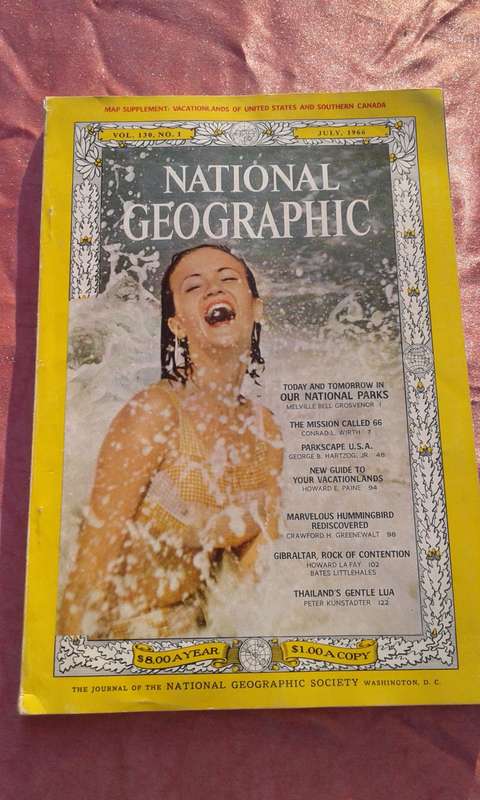 MAP SUPPLEMENT: VACATIONLANDS OF UNITED STATES AND SOUTHERN CANADA
VOL. 130, NO. 1
JULY, 1966
NATIONAL
GEOGRAPHIC
TODAY AND TOMORROW IN
OUR NATIONAL PARKS
MELVILLE BELL GROSVENOR 1
THE MISSION CALLED 66
CONRAD L. WIRTH 7
PARKSCAPE U.S.A.
GEORGE B. HARTZOG, JR. 48
NEW GUIDE TO
YOUR VACATIONLANDS
HOWARD E. PAINE 94
MARVELOUS HUMMINGBIRD
REDISCOVERED
CRAWFORD H. GREENEWALT 98
GIBRALTAR, ROCK OF CONTENTION
HOWARD LA FAY 102
BATES LITTLEHALES
THAILAND'S GENTLE LUA
PETER KUNSTADTER 122
$8.00 A YEAR
$1.00 A COPY
THE JOURNAL OF THE NATIONAL GEOGRAPHIC SOCIETY WASHINGTON, D. C.